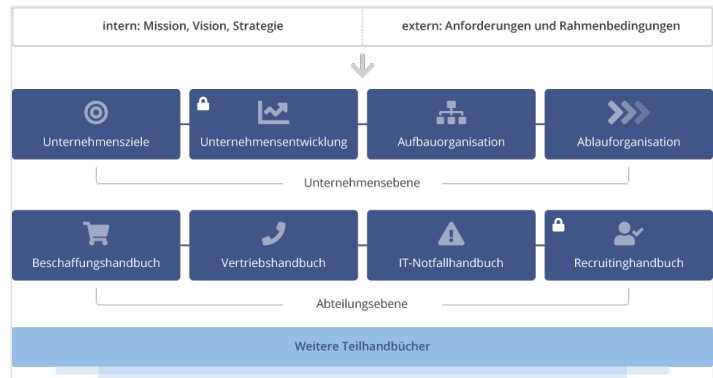 intern: Mission, Vision, Strategie
extern: Anforderungen und Rahmenbedingungen
Unternehmensziele
Unternehmensentwicklung
Aufbauorganisation
Ablauforganisation
Unternehmensebene
Beschaffungshandbuch
Vertriebshandbuch
IT-Notfallhandbuch
Recruitinghandbuch
Abteilungsebene
Weitere Teilhandbücher